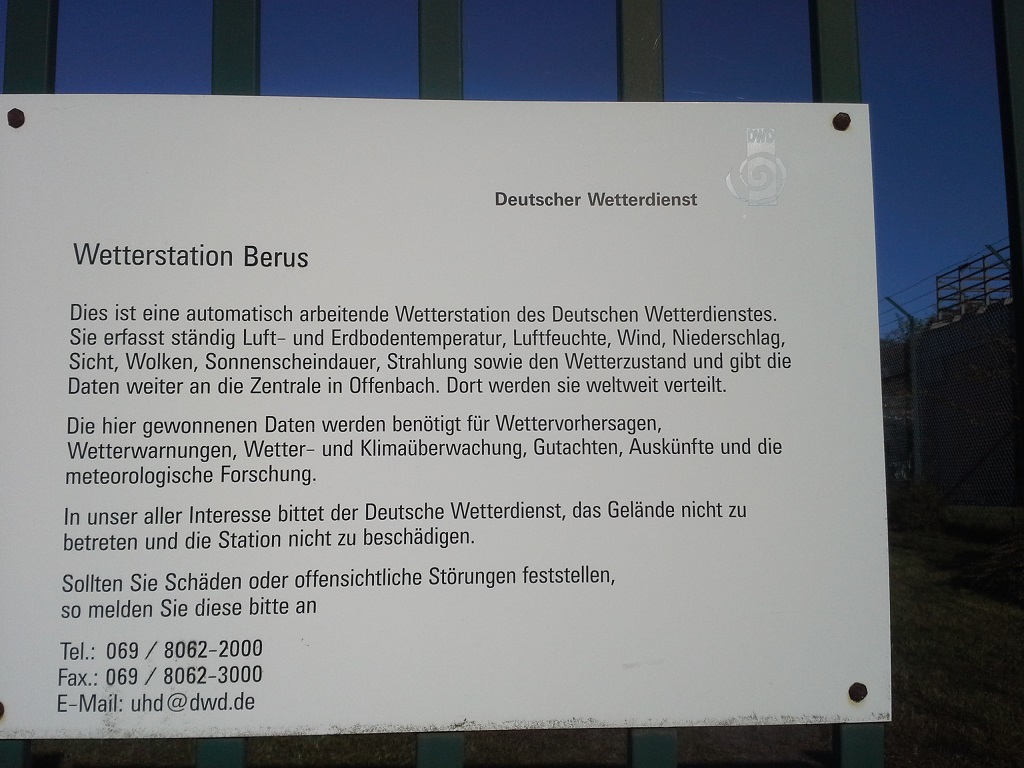 DWD
Deutscher Wetterdienst
Wetterstation Berus
Dies ist eine automatisch arbeitende Wetterstation des Deutschen Wetterdienstes.
Sie erfasst ständig Luft- und Erdbodentemperatur, Luftfeuchte, Wind, Niederschlag,
Sicht, Wolken, Sonnenscheindauer, Strahlung sowie den Wetterzustand und gibt die
Daten weiter an die Zentrale in Offenbach. Dort werden sie weltweit verteilt.
Die hier gewonnenen Daten werden benötigt für Wettervorhersagen,
Wetterwarnungen, Wetter- und Klimaüberwachung, Gutachten, Auskünfte und die
meteorologische Forschung.
In unser aller Interesse bittet der Deutsche Wetterdienst, das Gelände nicht zu
betreten und die Station nicht zu beschädigen.
Sollten Sie Schäden oder offensichtliche Störungen feststellen,
so melden Sie diese bitte an
Tel.: 069 / 8062-2000
Fax.: 069 / 8062-3000
E-Mail: uhd@dwd.de